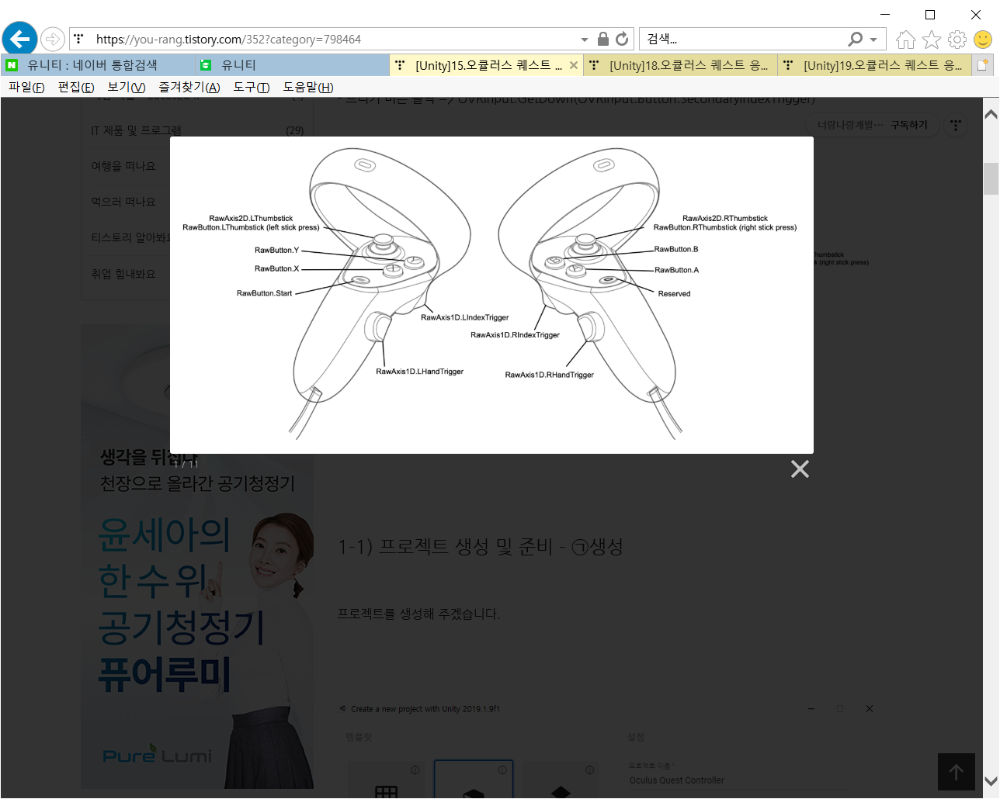 https://you-rang.tistory.com/352?category=798464
검색...
유니티 : 네이버 통합검색
유니티
[Unity]15.오큘러스 퀘스트 ...
[Unity]18.오큘러스 퀘스트 응...
[Unity]19.오큘러스 퀘스트 응...
파일(F)
편집(E)
보기(V)
즐겨찾기(A)
도구(T)
도움말(H)
IT 제품 및 프로그램
(29)
너랑나랑개발…
구독하기
여행을 떠나요
먹으러 떠나요
티스토리 알아봐요
취업 힘내봐요
RawAxis2D.LThumbstick
RawButton.LThumbstick (left stick press)
RawButton.Y
RawButton.X
RawButton.Start
RawAxis1D.LIndexTrigger
RawAxis1D.LHandTrigger
RawAxis2D.RThumbstick
RawButton.RThumbstick (right stick press)
RawButton.B
RawButton.A
Reserved
RawAxis1D.RIndexTrigger
RawAxis1D.RHandTrigger
humbstick
k (right stick press)
1 / 11
생각을 뒤집다
천장으로 올라간 공기청정기
윤세아의
한 수 위
공기청정기
퓨어루미
Pure Lumi
1-1) 프로젝트 생성 및 준비 - ㉠생성
프로젝트를 생성해 주겠습니다.
Create a new project with Unity 2019.1.9f1
템플릿
설정
프로젝트 이름 *
Oculus Quest Controller